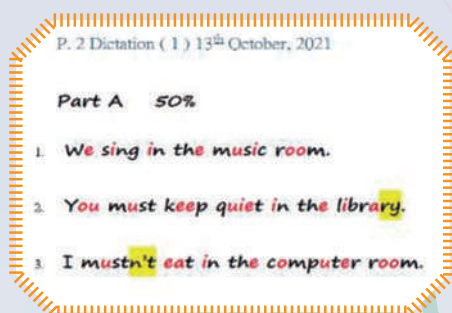 P. 2 Dictation ( 1 ) 13th October, 2021
Part A 50%
1. We sing in the music room.
2. You must keep quiet in the library.
3. I mustn't eat in the computer room.